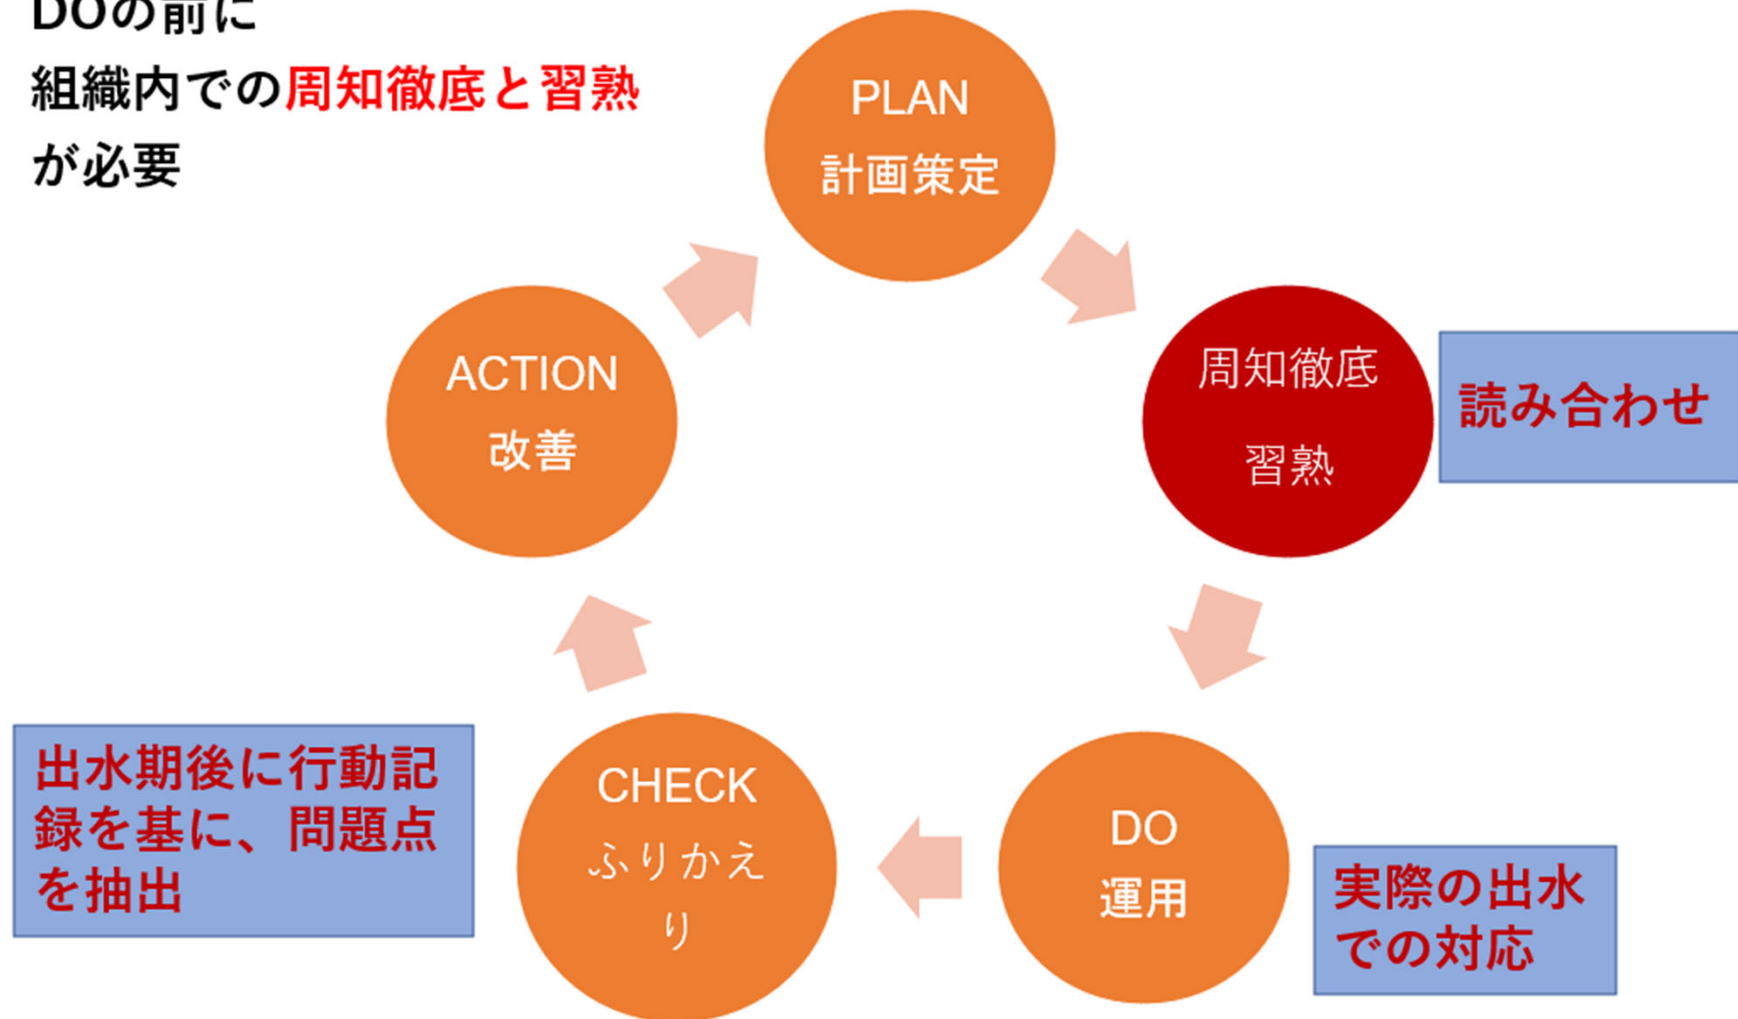 DOの前に
組織内での周知徹底と習熟
が必要
PLAN
計画策定
周知徹底
習熟
読み合わせ
DO
運用
実際の出水
での対応
CHECK
ふりかえ
り
出水期後に行動記
録を基に、問題点
を抽出
ACTION
改善